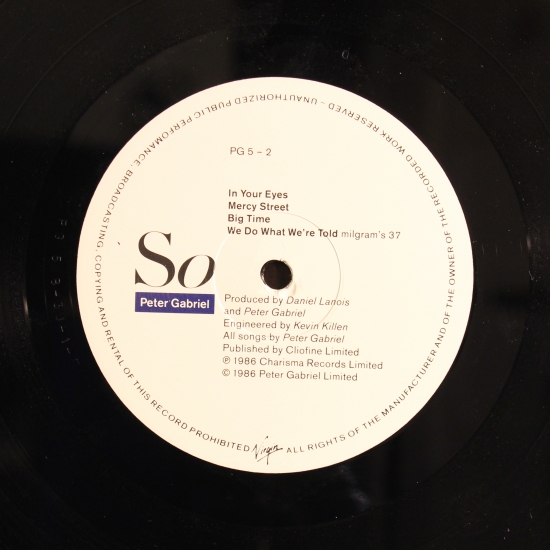 PG 5 – 2
In Your Eyes
Mercy Street
Big Time
We Do What We're Told milgram's 37
So
Peter Gabriel
Produced by Daniel Lanois
and Peter Gabriel
Engineered by Kevin Killen
All songs by Peter Gabriel
Published by Cliofine Limited
℗ 1986 Charisma Records Limited
© 1986 Peter Gabriel Limited
ALL RIGHTS OF THE MANUFACTURER AND OF THE OWNER OF THE RECORDED WORK RESERVED – UNAUTHORIZED PUBLIC PERFOMANCE, BROADCASTING, COPYING AND RENTAL OF THIS RECORD PROHIBITED
Virgin